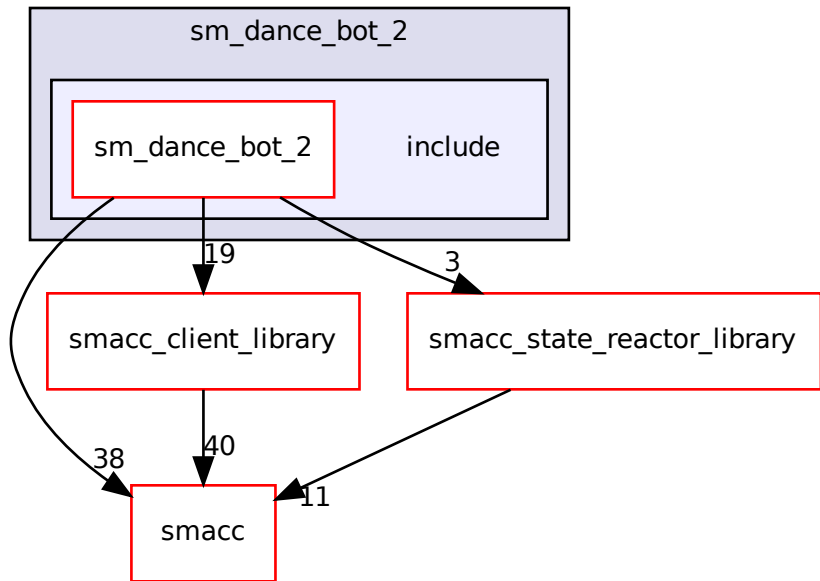 sm_dance_bot_2
sm_dance_bot_2
include
19
3
smacc_client_library
smacc_state_reactor_library
38
40
11
smacc